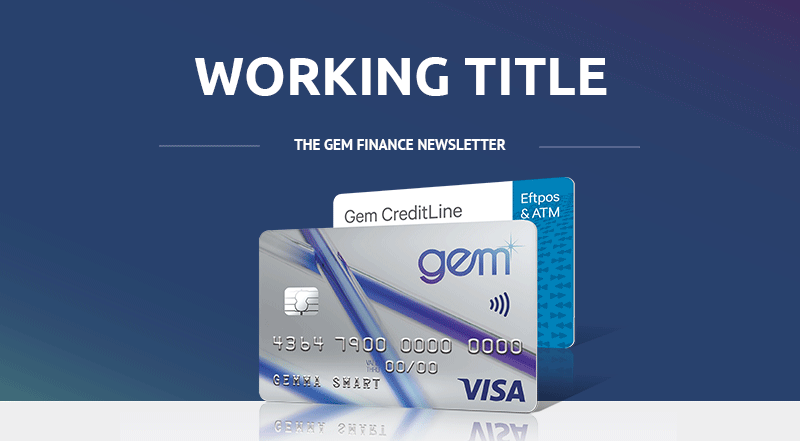 WORKING TITLE
THE GEM FINANCE NEWSLETTER
Gem CreditLine
Eftpos
& ATM
gem
4364 7900 0000 0000
VALID
THRU 00/00
GEMMA SMART
VISA